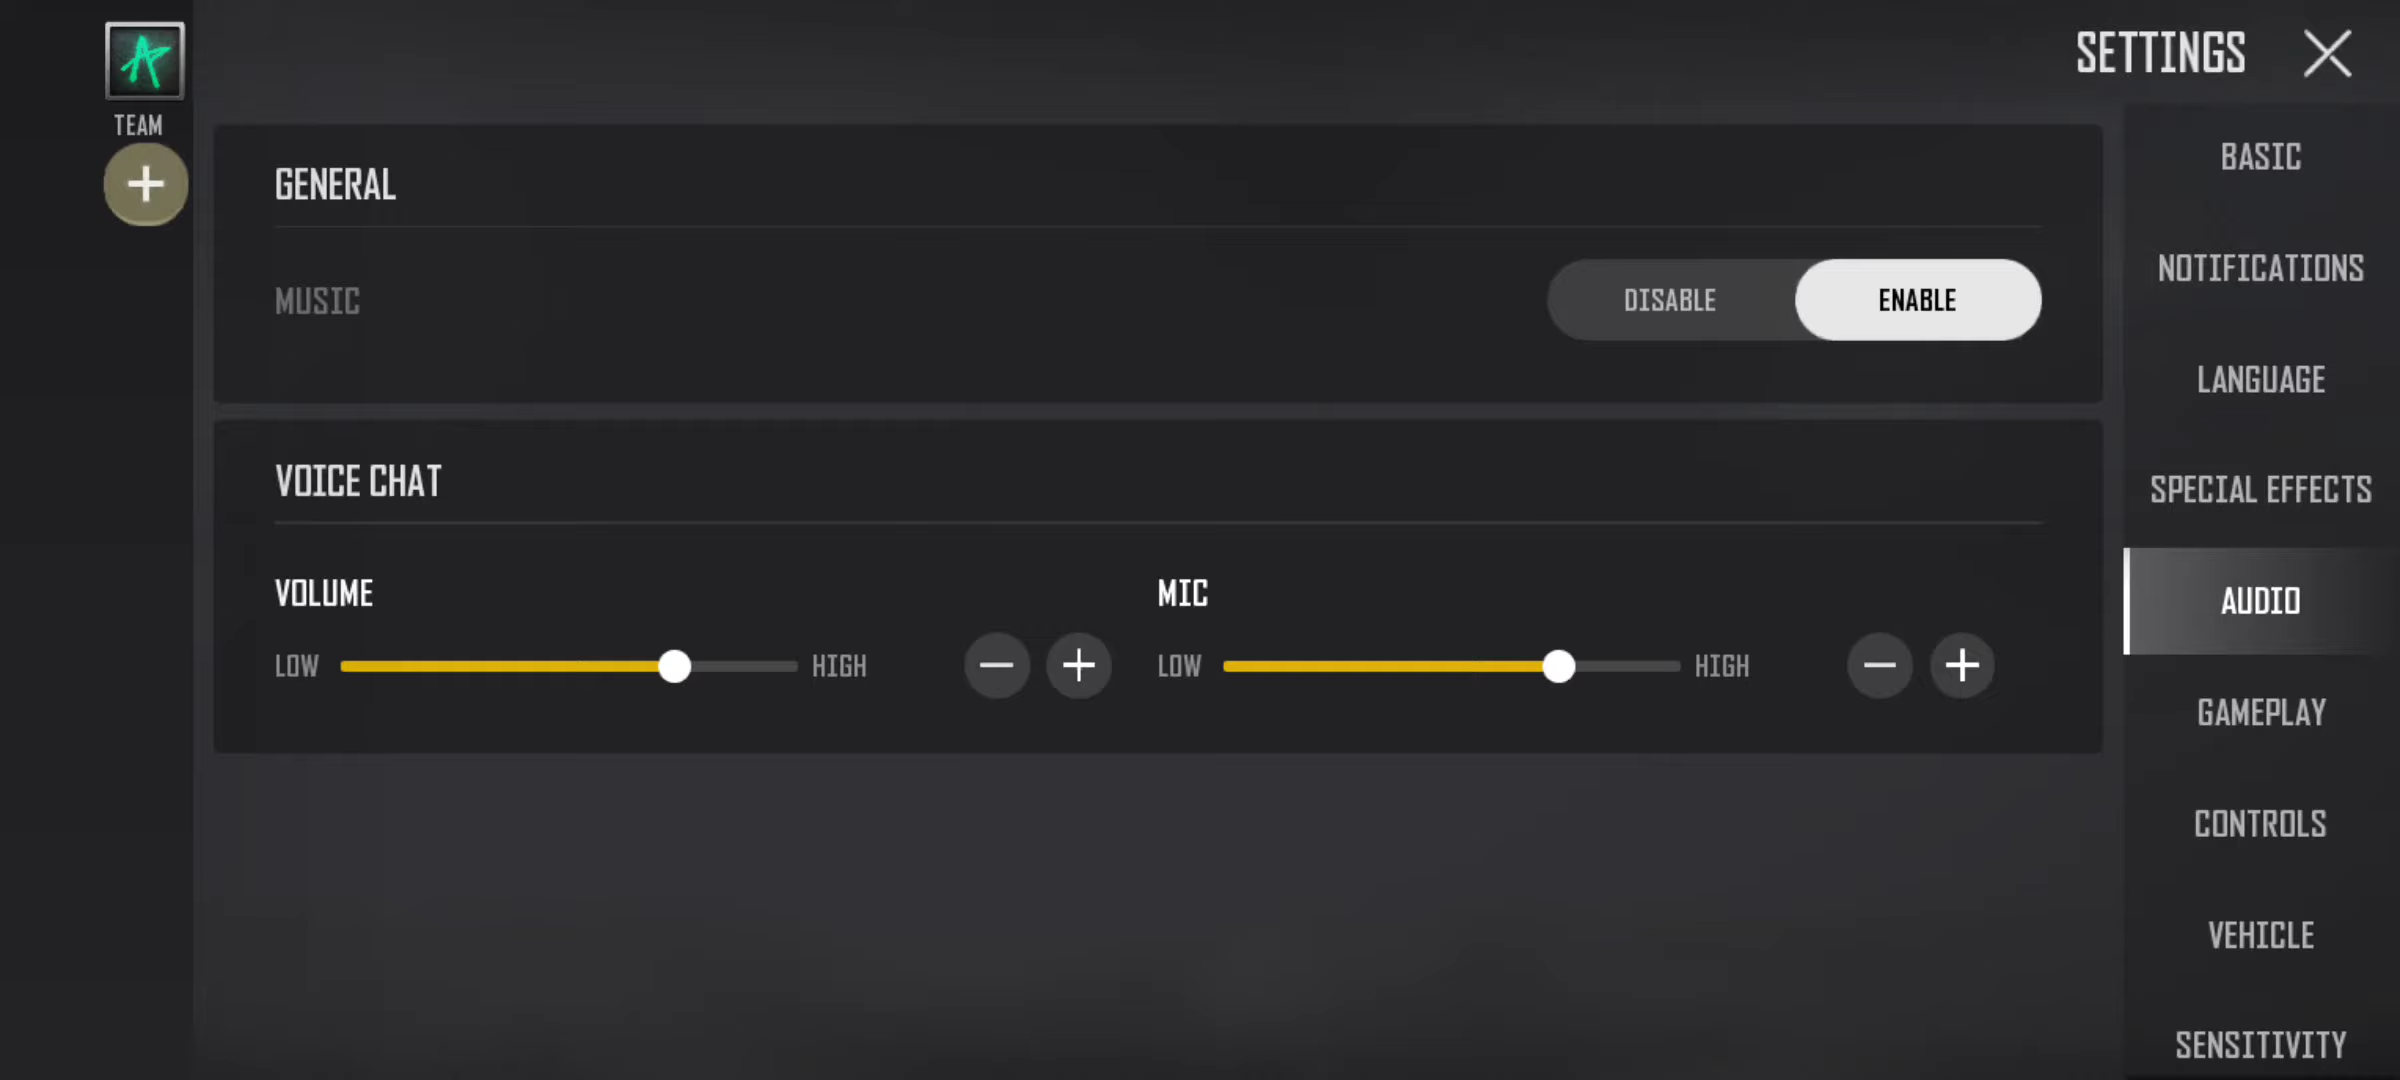 SETTINGS
TEAM
GENERAL
MUSIC
DISABLE
ENABLE
VOICE CHAT
VOLUME
LOW
HIGH
MIC
LOW
HIGH
BASIC
NOTIFICATIONS
LANGUAGE
SPECIAL EFFECTS
AUDIO
GAMEPLAY
CONTROLS
VEHICLE
SENSITIVITY